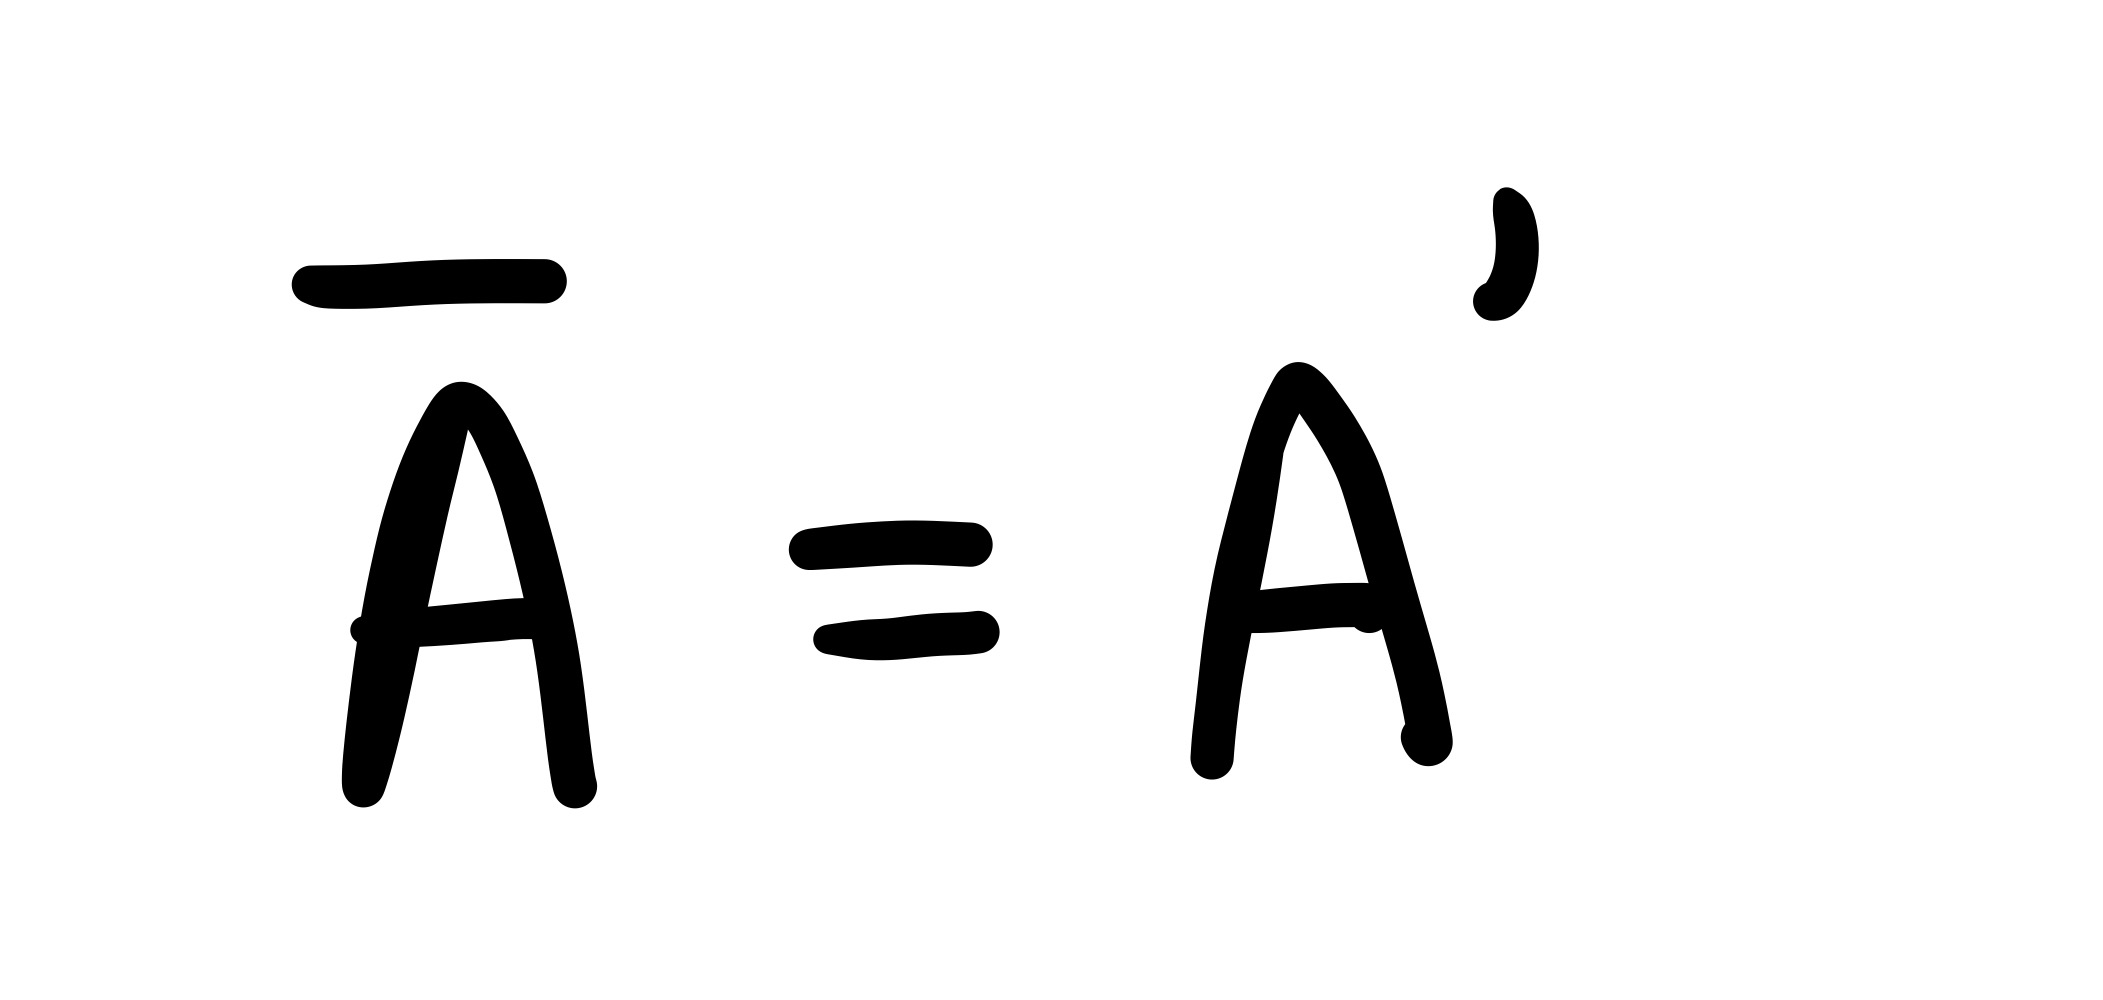 Ā = A'